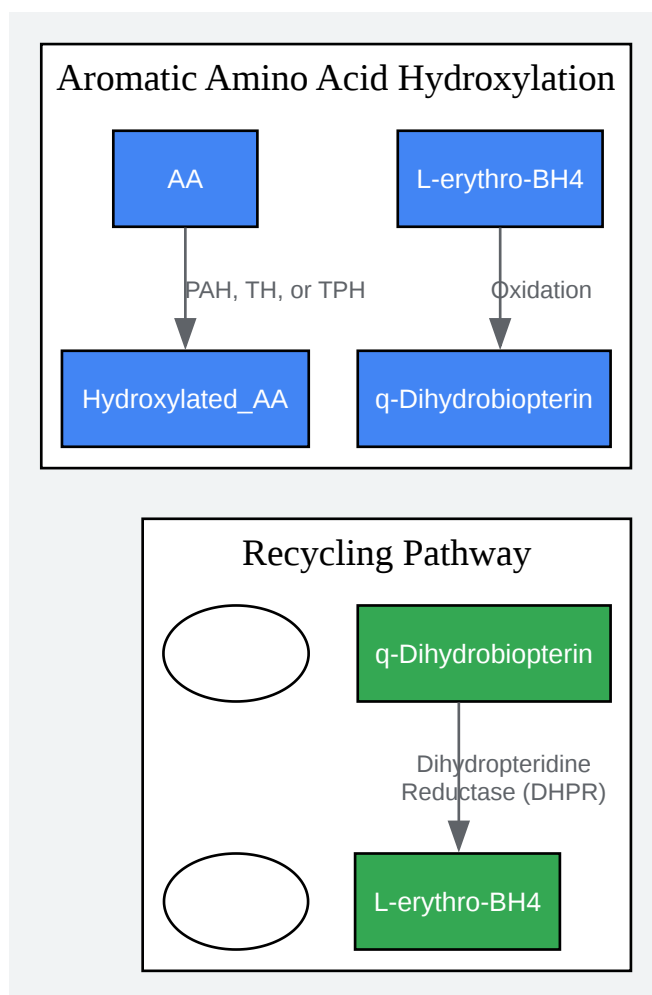 Aromatic Amino Acid Hydroxylation
AA
L-erythro-BH4
PAH, TH, or TPH
Oxidation
Hydroxylated_AA
q-Dihydrobiopterin
Recycling Pathway
q-Dihydrobiopterin
Dihydropteridine
Reductase (DHPR)
L-erythro-BH4